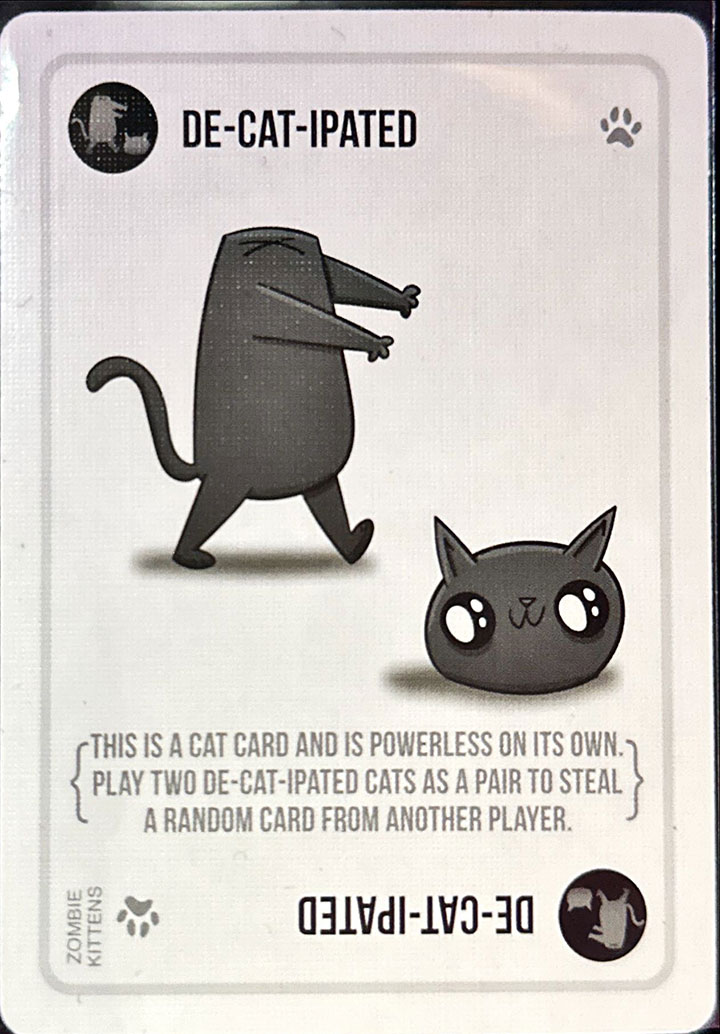 DE-CAT-IPATED
THIS IS A CAT CARD AND IS POWERLESS ON ITS OWN.
PLAY TWO DE-CAT-IPATED CATS AS A PAIR TO STEAL
A RANDOM CARD FROM ANOTHER PLAYER.
ZOMBIE
KITTENS
DE-CAT-IPATED